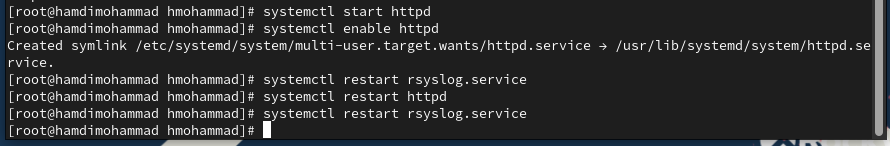 [root@hamdimohammad hmohammad]# systemctl start httpd
[root@hamdimohammad hmohammad]# systemctl enable httpd
Created symlink /etc/systemd/system/multi-user.target.wants/httpd.service → /usr/lib/systemd/system/httpd.se
rvice.
[root@hamdimohammad hmohammad]# systemctl restart rsyslog.service
[root@hamdimohammad hmohammad]# systemctl restart httpd
[root@hamdimohammad hmohammad]# systemctl restart rsyslog.service
[root@hamdimohammad hmohammad]#